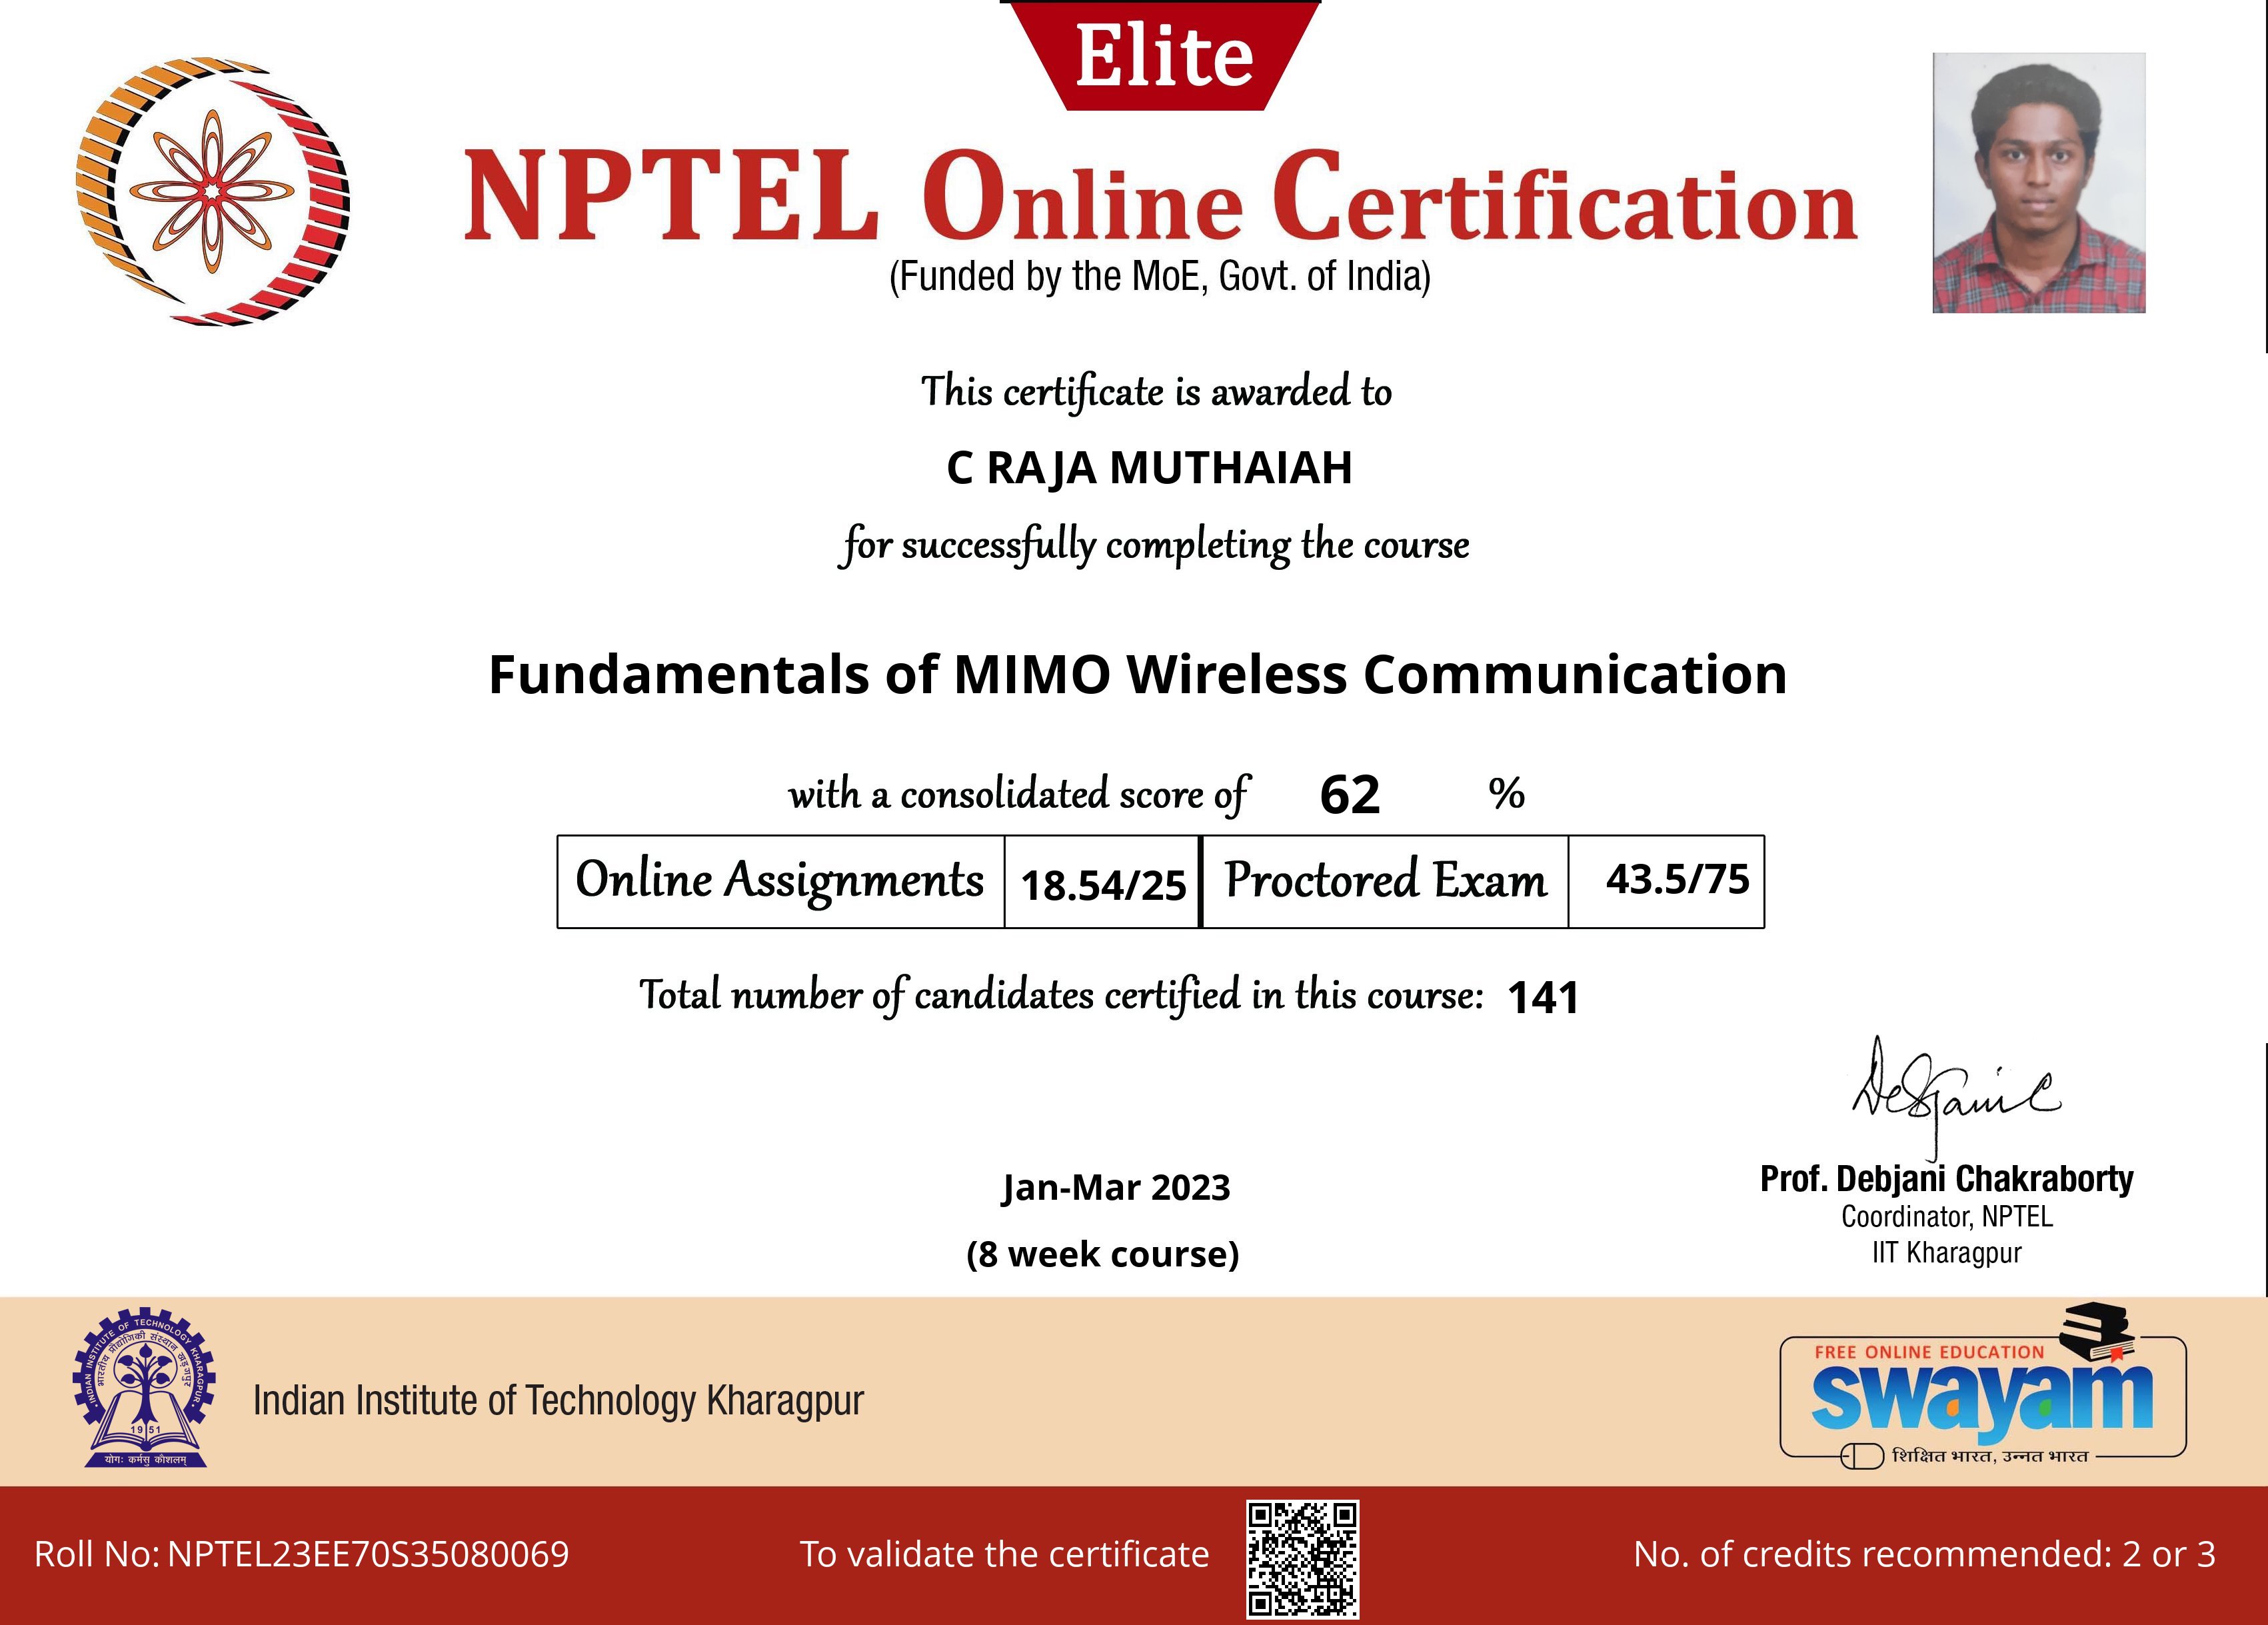 Elite
NPTEL Online Certification
(Funded by the MoE, Govt. of India)
This certificate is awarded to
C RAJA MUTHAIAH
for successfully completing the course
Fundamentals of MIMO Wireless Communication
with a consolidated score of 62 %
Online Assignments 18.54/25 Proctored Exam 43.5/75
Total number of candidates certified in this course: 141
Jan-Mar 2023
(8 week course)
Prof. Debjani Chakraborty
Coordinator, NPTEL
IIT Kharagpur
INDIAN INSTITUTE OF TECHNOLOGY KHARAGPUR
भारतीय प्रौद्योगिकी संस्थान खड़गपुर
1951
योगः कर्मसु कौशलम्
Indian Institute of Technology Kharagpur
FREE ONLINE EDUCATION
swayam
शिक्षित भारत, उन्नत भारत
Roll No: NPTEL23EE70S35080069
To validate the certificate
No. of credits recommended: 2 or 3